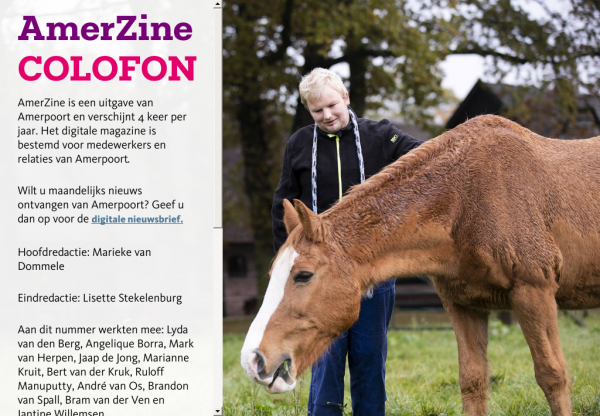 AmerZine
COLOFON
AmerZine is een uitgave van
Amerpoort en verschijnt 4 keer per
jaar. Het digitale magazine is
bestemd voor medewerkers en
relaties van Amerpoort.
Wilt u maandelijks nieuws
ontvangen van Amerpoort? Geef u
dan op voor de digitale nieuwsbrief.
Hoofdredactie: Marieke van
Dommele
Eindredactie: Lisette Stekelenburg
Aan dit nummer werkten mee: Lyda
van den Berg, Angelique Borra, Mark
van Herpen, Jaap de Jong, Marianne
Kruit, Bert van der Kruk, Ruloff
Manuputty, André van Os, Brandon
van Spall, Bram van der Ven en
Jantine Willemsen